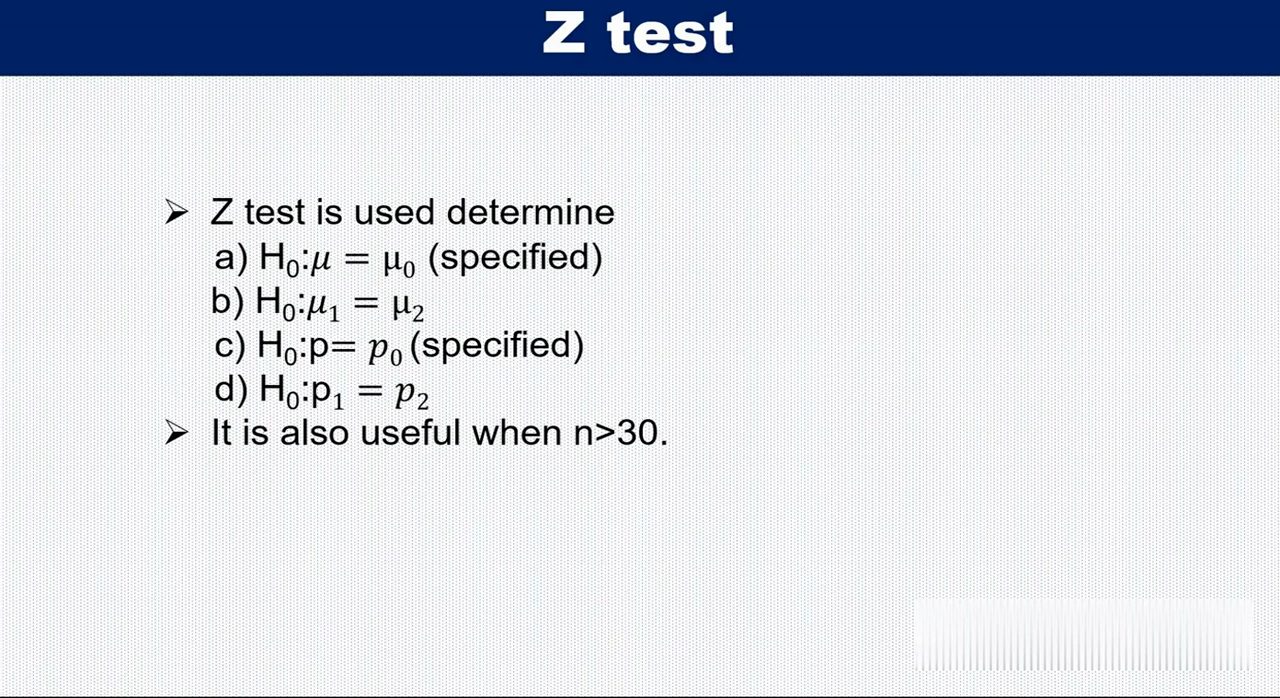 Z test
➢ Z test is used determine
a) H₀:μ = μ₀ (specified)
b) H₀:μ₁ = μ₂
c) H₀:p= p₀ (specified)
d) H₀:p₁ = p₂
➢ It is also useful when n>30.